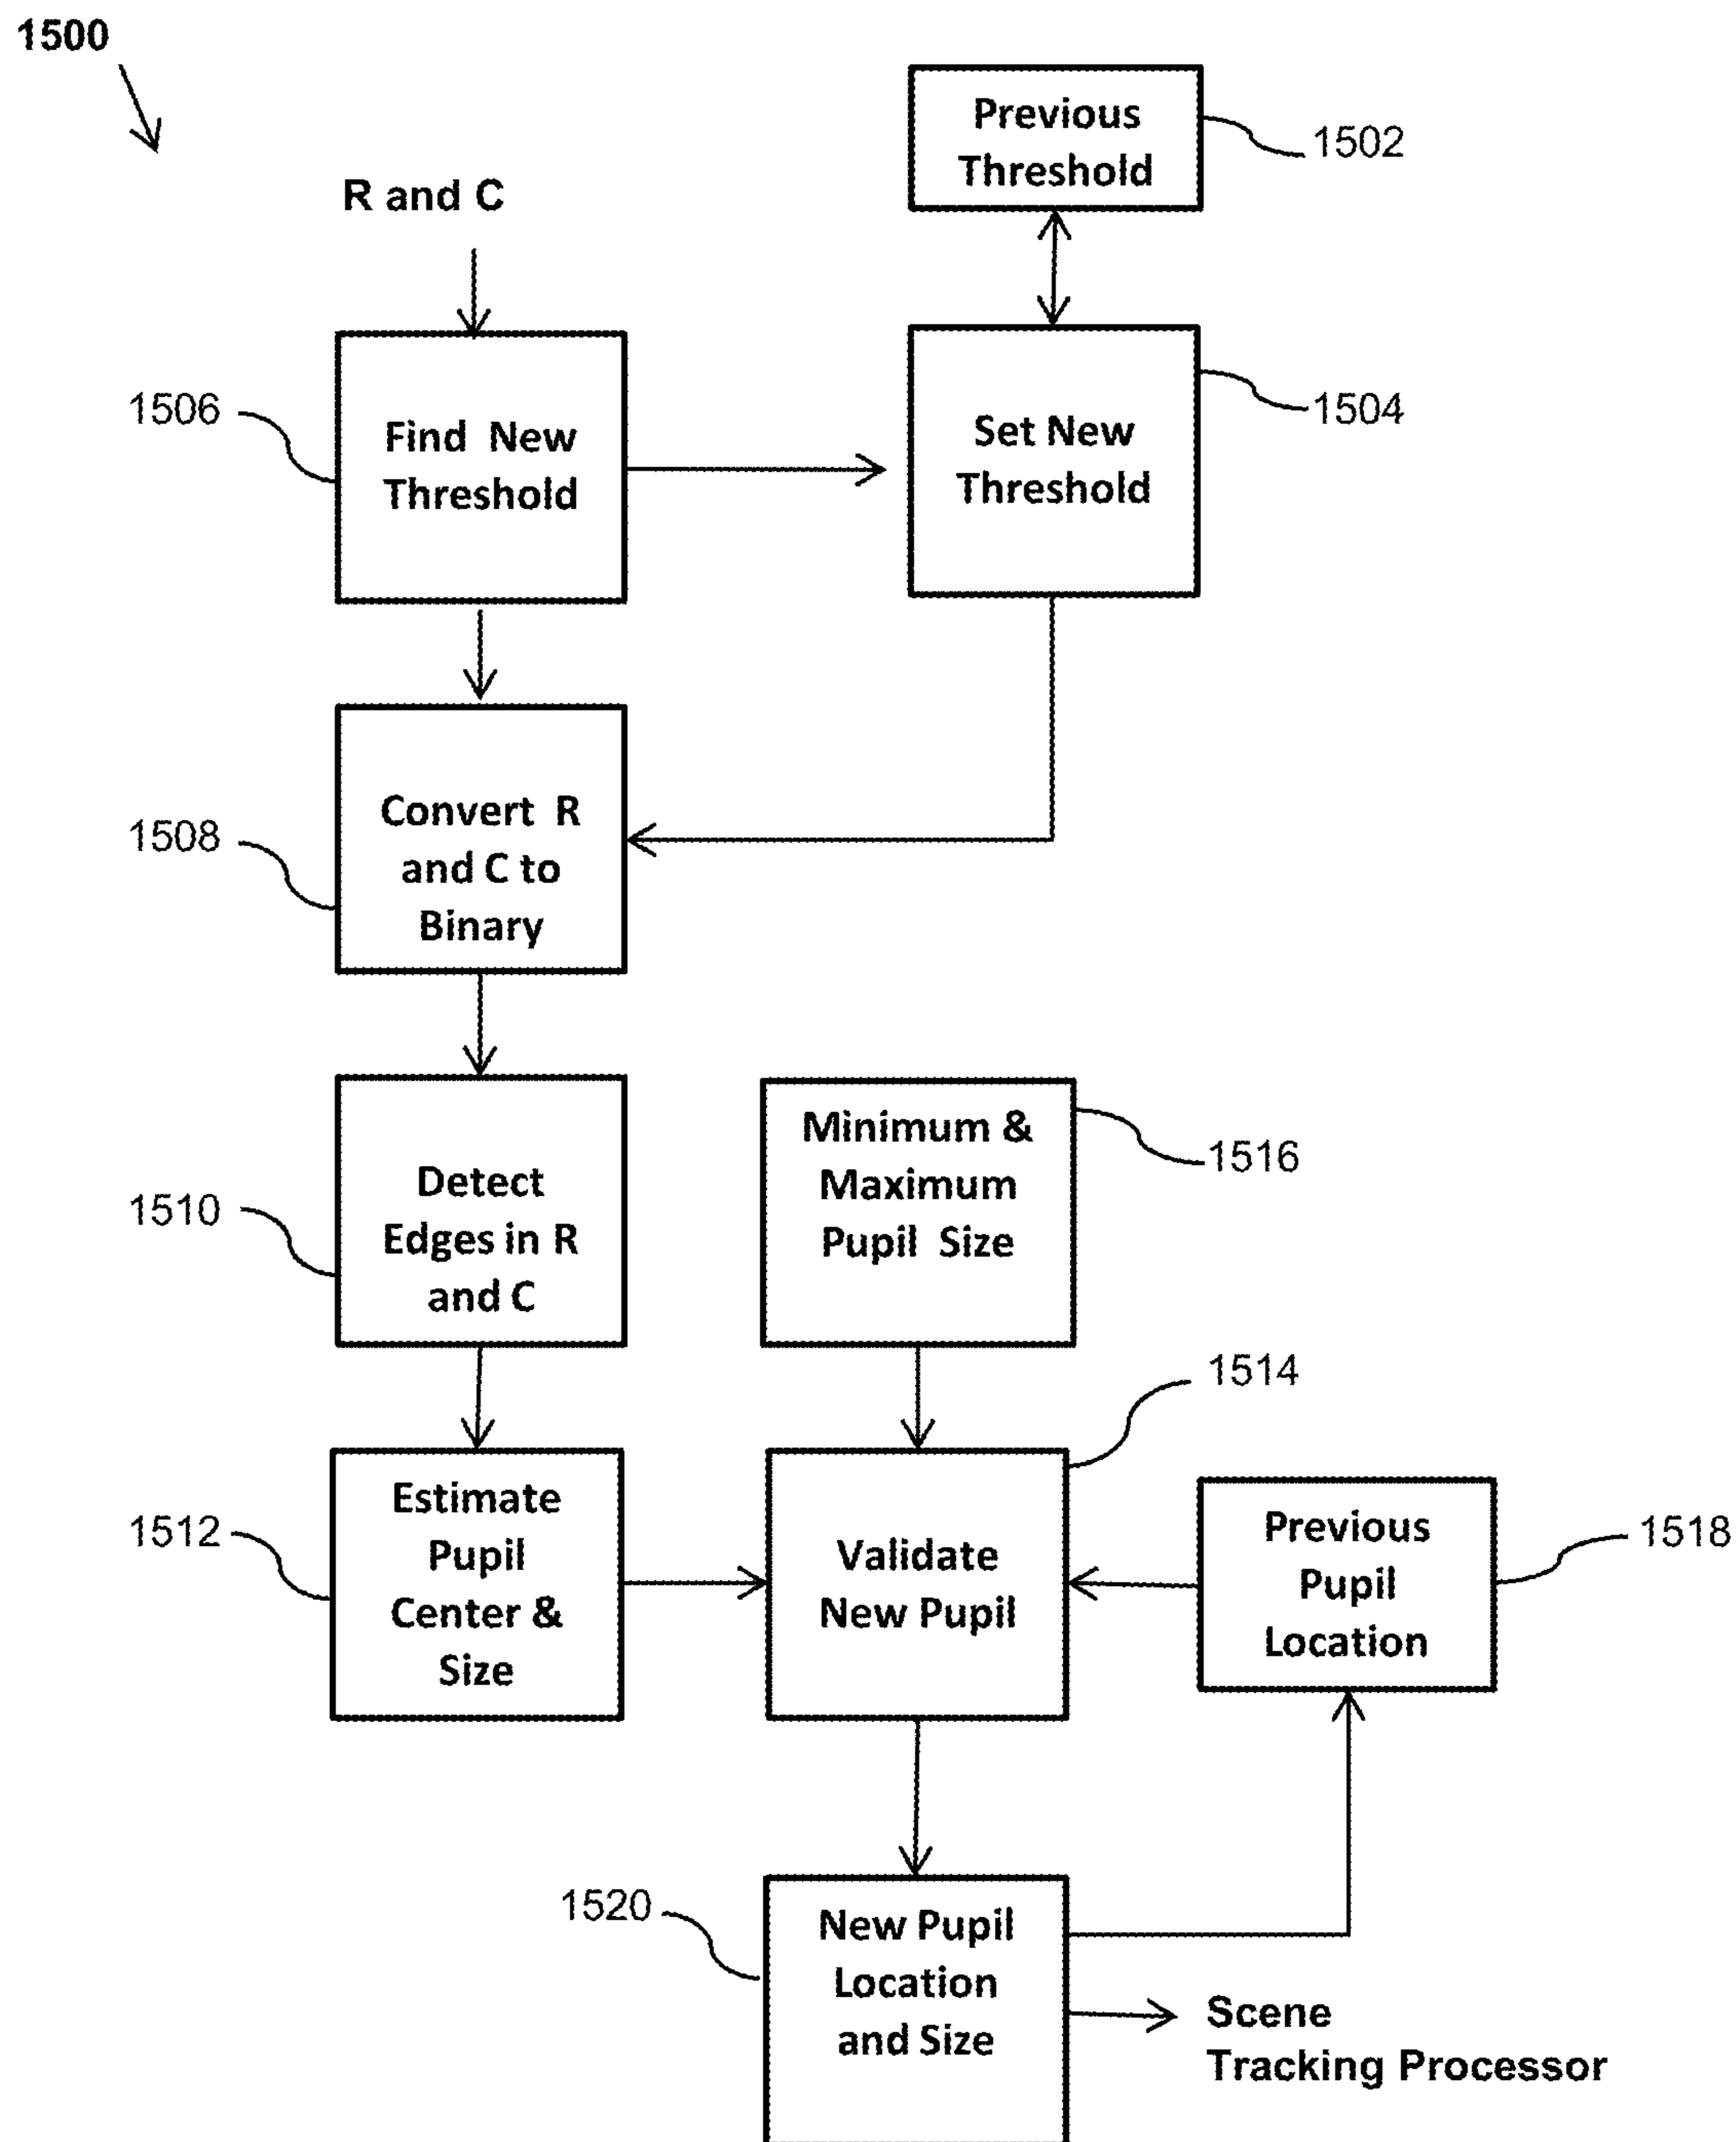 1500
Previous
Threshold
1502
R and C
1506
Find New
Threshold
Set New
Threshold
1504
1508
Convert R
and C to
Binary
1510
Detect
Edges in R
and C
Minimum &
Maximum
Pupil Size
1516
1514
1512
Estimate
Pupil
Center &
Size
Validate
New Pupil
Previous
Pupil
Location
1518
1520
New Pupil
Location
and Size
Scene
Tracking Processor